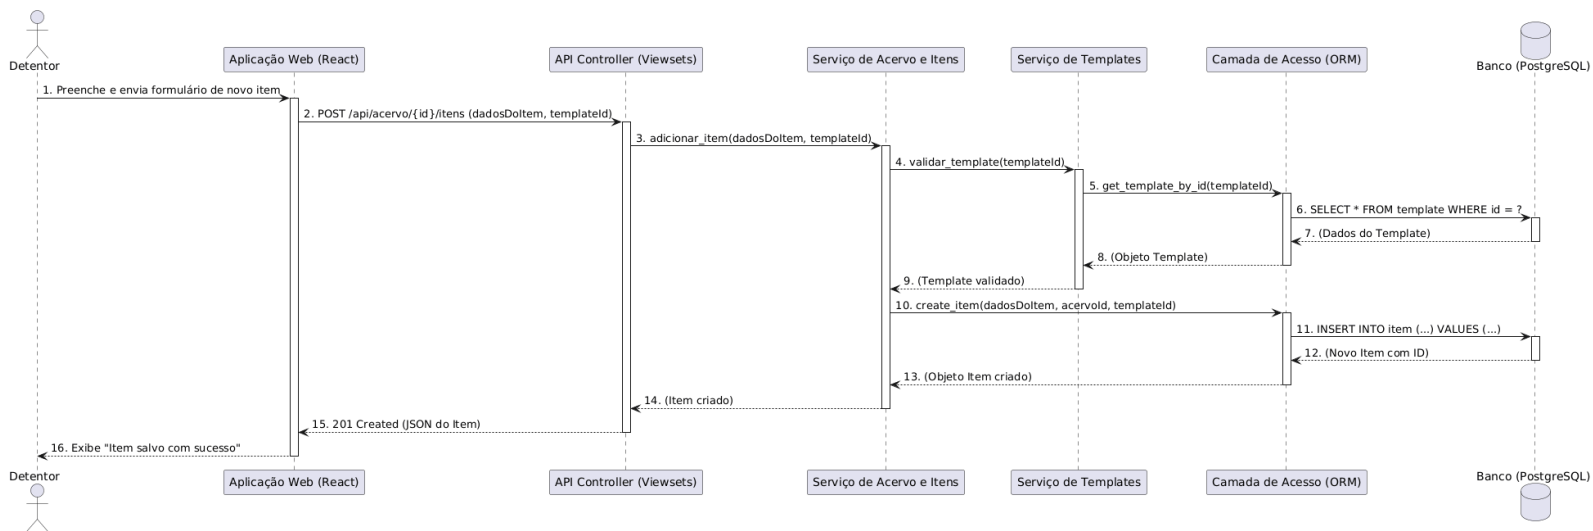 Detentor
Aplicação Web (React)
API Controller (Viewsets)
Serviço de Acervo e Itens
Serviço de Templates
Camada de Acesso (ORM)
Banco (PostgreSQL)
1. Preenche e envia formulário de novo item
2. POST /api/acervo/{id}/itens (dadosDoItem, templateId)
3. adicionar_item(dadosDoItem, templateId)
4. validar_template(templateId)
5. get_template_by_id(templateId)
6. SELECT * FROM template WHERE id = ?
7. (Dados do Template)
8. (Objeto Template)
9. (Template validado)
10. create_item(dadosDoItem, acervoId, templateId)
11. INSERT INTO item (...) VALUES (...)
12. (Novo Item com ID)
13. (Objeto Item criado)
14. (Item criado)
15. 201 Created (JSON do Item)
16. Exibe "Item salvo com sucesso"
Detentor
Aplicação Web (React)
API Controller (Viewsets)
Serviço de Acervo e Itens
Serviço de Templates
Camada de Acesso (ORM)
Banco (PostgreSQL)